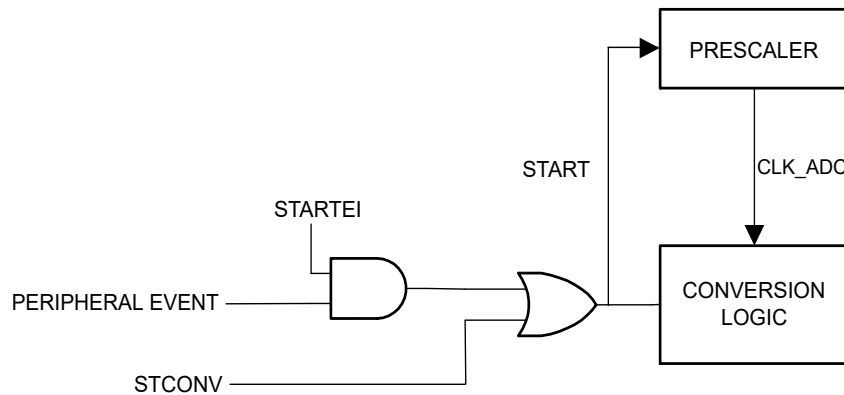 PRESCALER
START
CLK_ADC
STARTEI
PERIPHERAL EVENT
CONVERSION
LOGIC
STCONV